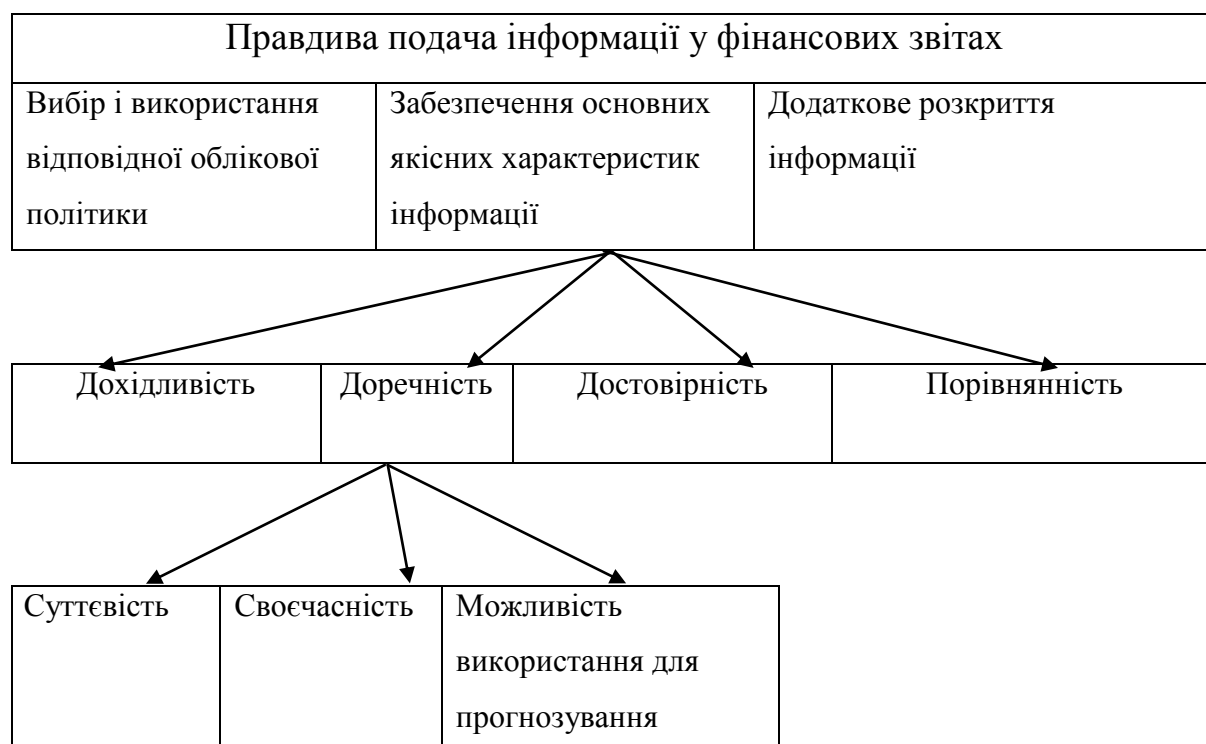 Правдива подача інформації у фінансових звітах
Вибір і використання
відповідної облікової
політики
Забезпечення основних
якісних характеристик
інформації
Додаткове розкриття
інформації
Дохідливість
Доречність
Достовірність
Порівнянність
Суттєвість
Своєчасність
Можливість
використання для
прогнозування